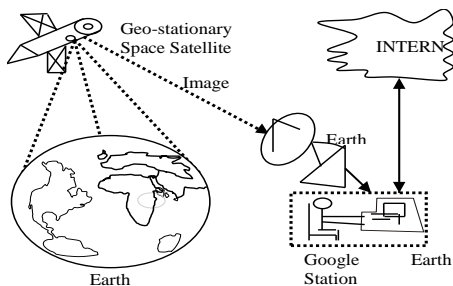 Geo-stationary
Space Satellite
INTERN
Image
Earth
Earth
Google Earth
Station